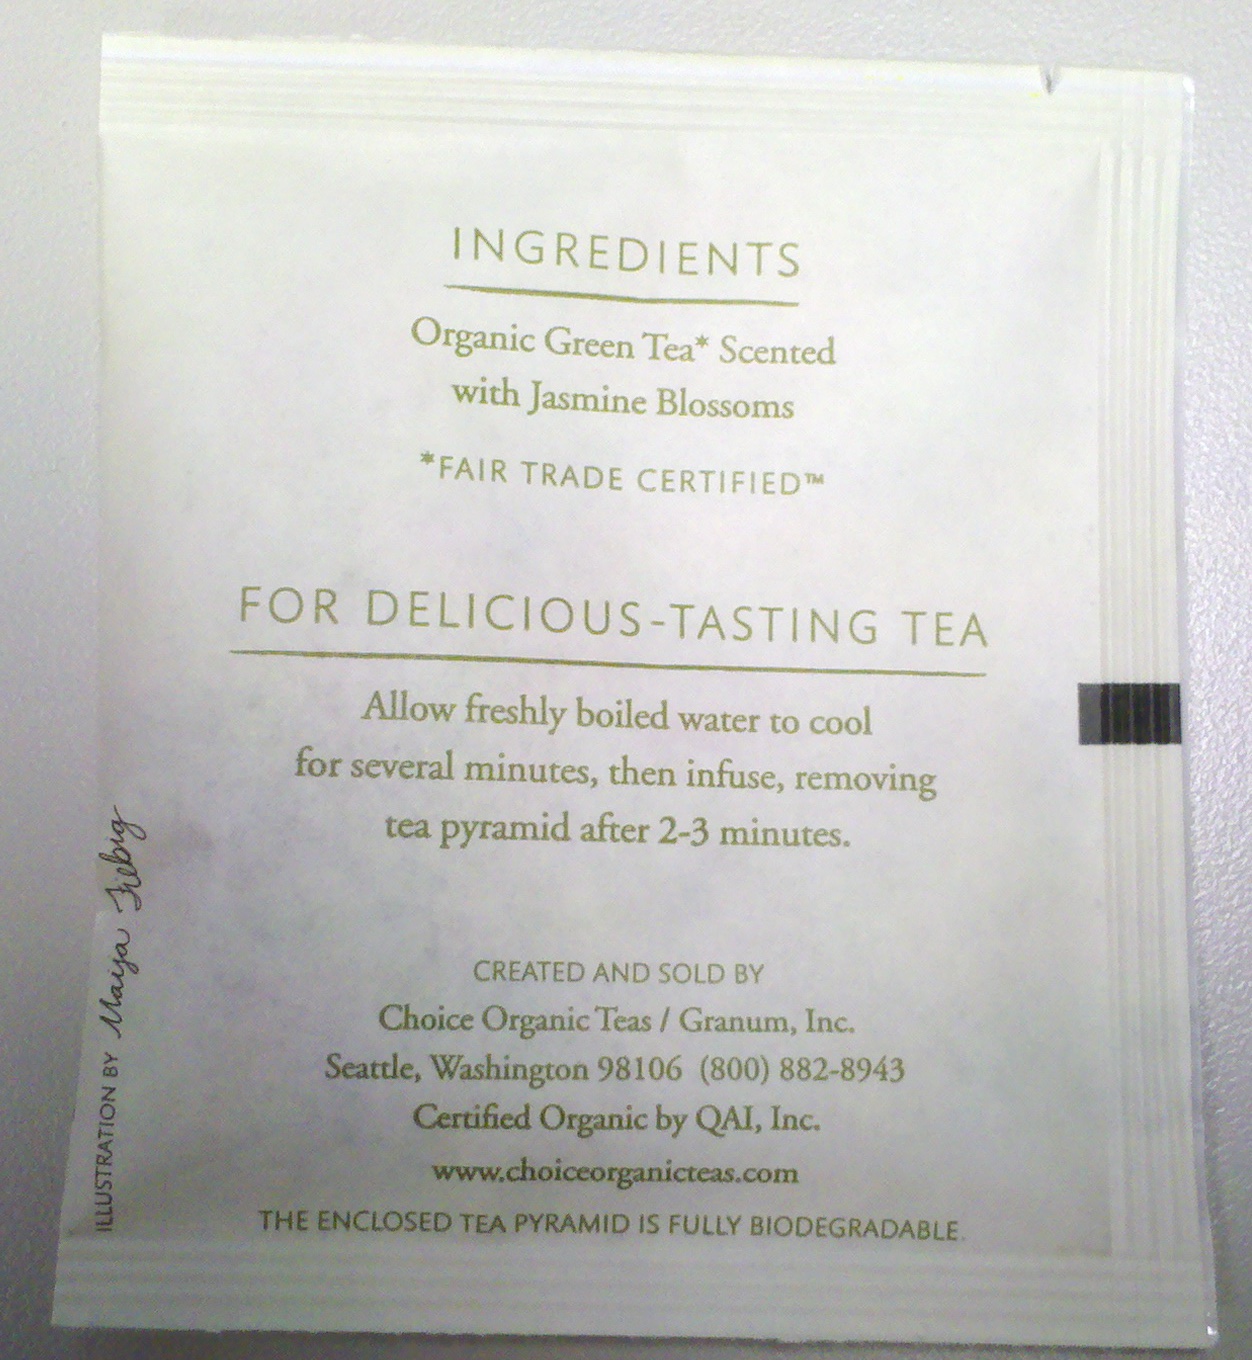 INGREDIENTS
Organic Green Tea* Scented
with Jasmine Blossoms
*FAIR TRADE CERTIFIED™
FOR DELICIOUS-TASTING TEA
Allow freshly boiled water to cool
for several minutes, then infuse, removing
tea pyramid after 2-3 minutes.
CREATED AND SOLD BY
Choice Organic Teas / Granum, Inc.
Seattle, Washington 98106 (800) 882-8943
Certified Organic by QAI, Inc.
www.choiceorganicteas.com
THE ENCLOSED TEA PYRAMID IS FULLY BIODEGRADABLE.
ILLUSTRATION BY Maija Fiebig